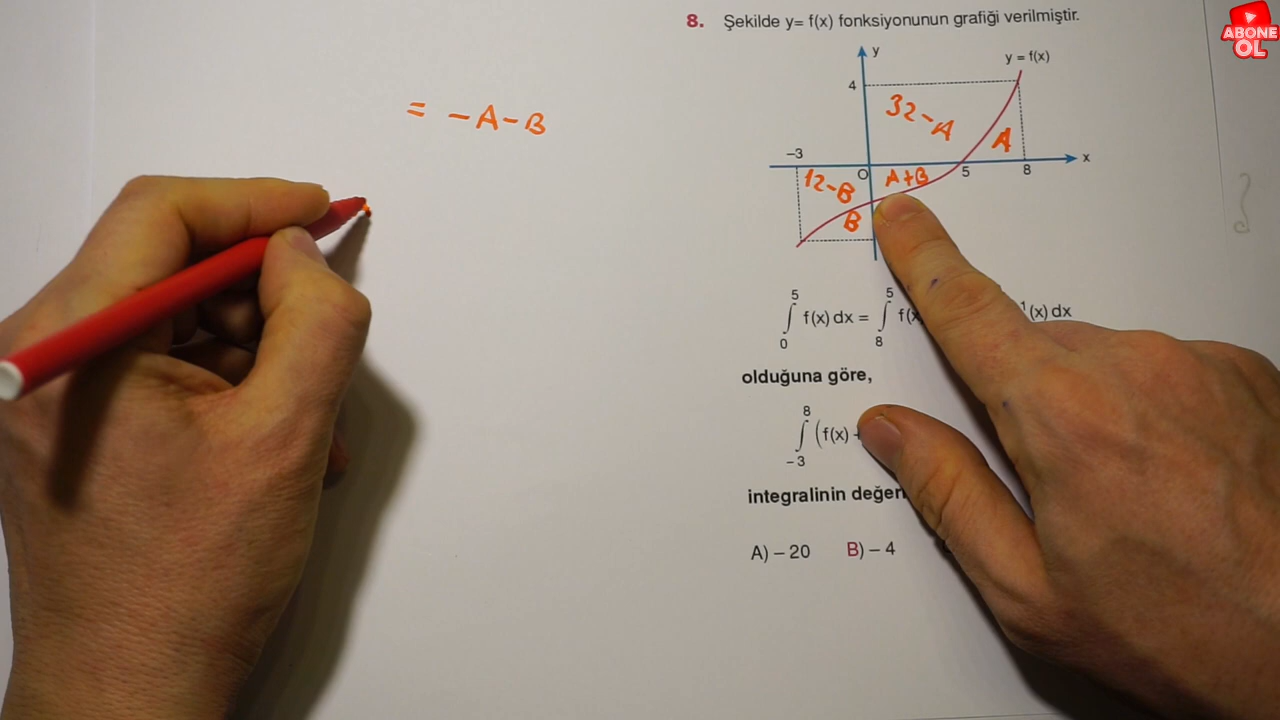 8. Şekilde y= f(x) fonksiyonunun grafiği verilmiştir.
ABONE
OL
y
y = f(x)
4
32-A
A
= -A-B
-3
x
O
5
8
12-B
A+B
B
5
5
∫ f(x) dx = ∫
1(x) dx
0
8
olduğuna göre,
8
∫ (f(x)
-3
integralinin
A) – 20 B) – 4